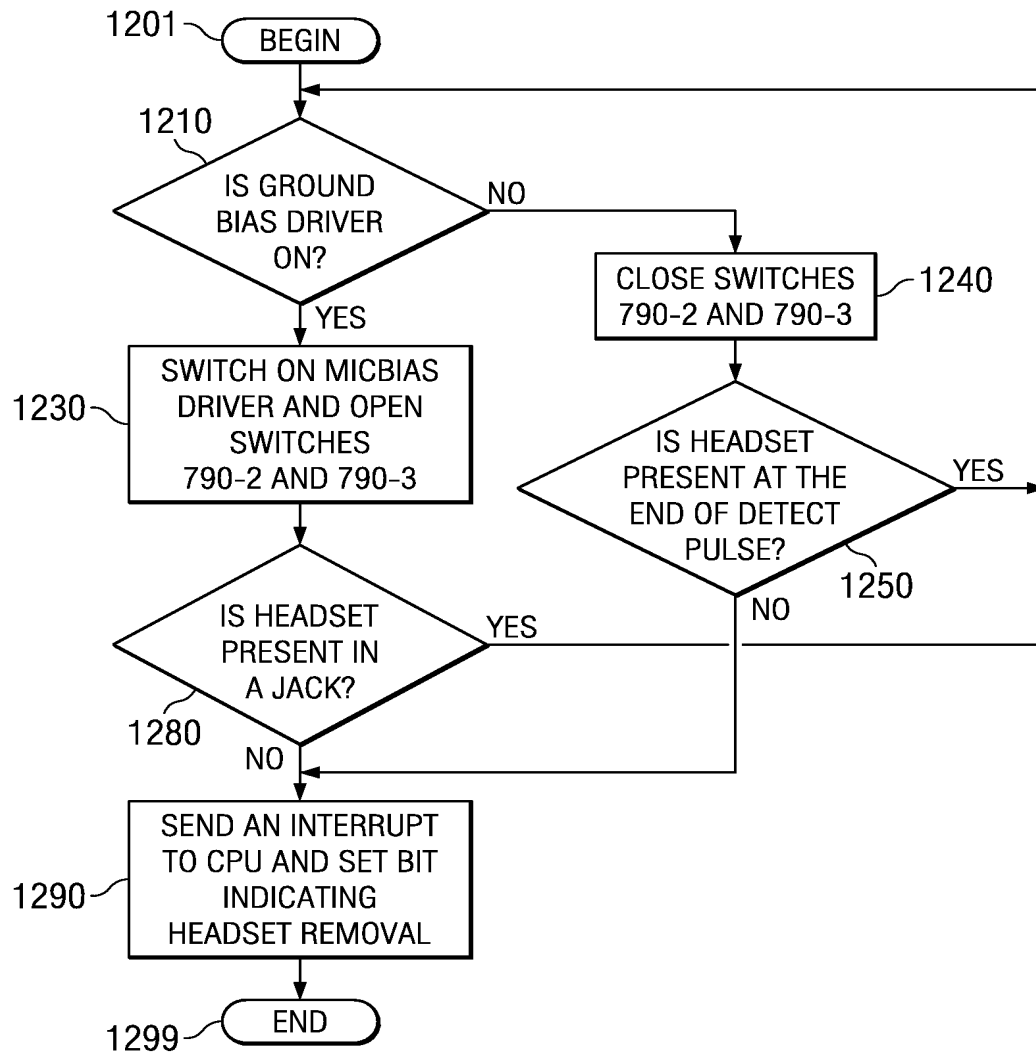 1201
BEGIN
1210
IS GROUND
BIAS DRIVER
ON?
NO
YES
CLOSE SWITCHES
790-2 AND 790-3
1240
1230
SWITCH ON MICBIAS
DRIVER AND OPEN
SWITCHES
790-2 AND 790-3
IS HEADSET
PRESENT AT THE
END OF DETECT
PULSE?
YES
1250
NO
IS HEADSET
PRESENT IN
A JACK?
YES
1280
NO
1290
SEND AN INTERRUPT
TO CPU AND SET BIT
INDICATING
HEADSET REMOVAL
1299
END